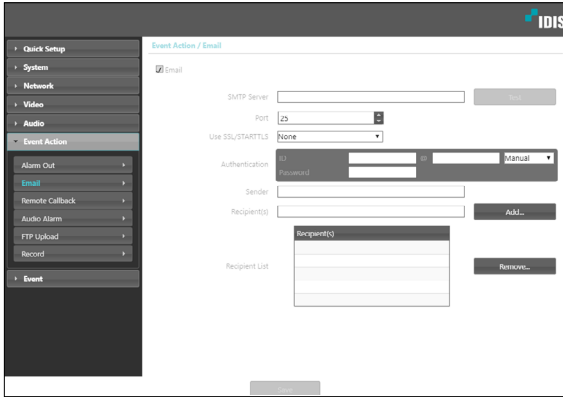 IDIS
Quick Setup
System
Network
Video
Audio
Event Action
Alarm Out
Email
Remote Callback
Audio Alarm
FTP Upload
Record
Event
Event Action / Email
Email
SMTP Server
Test
Port 25
Use SSL/STARTTLS None
Authentication ID @ Manual
Password
Sender
Recipient(s) Add...
Recipient(s)
Recipient List Remove...
Save